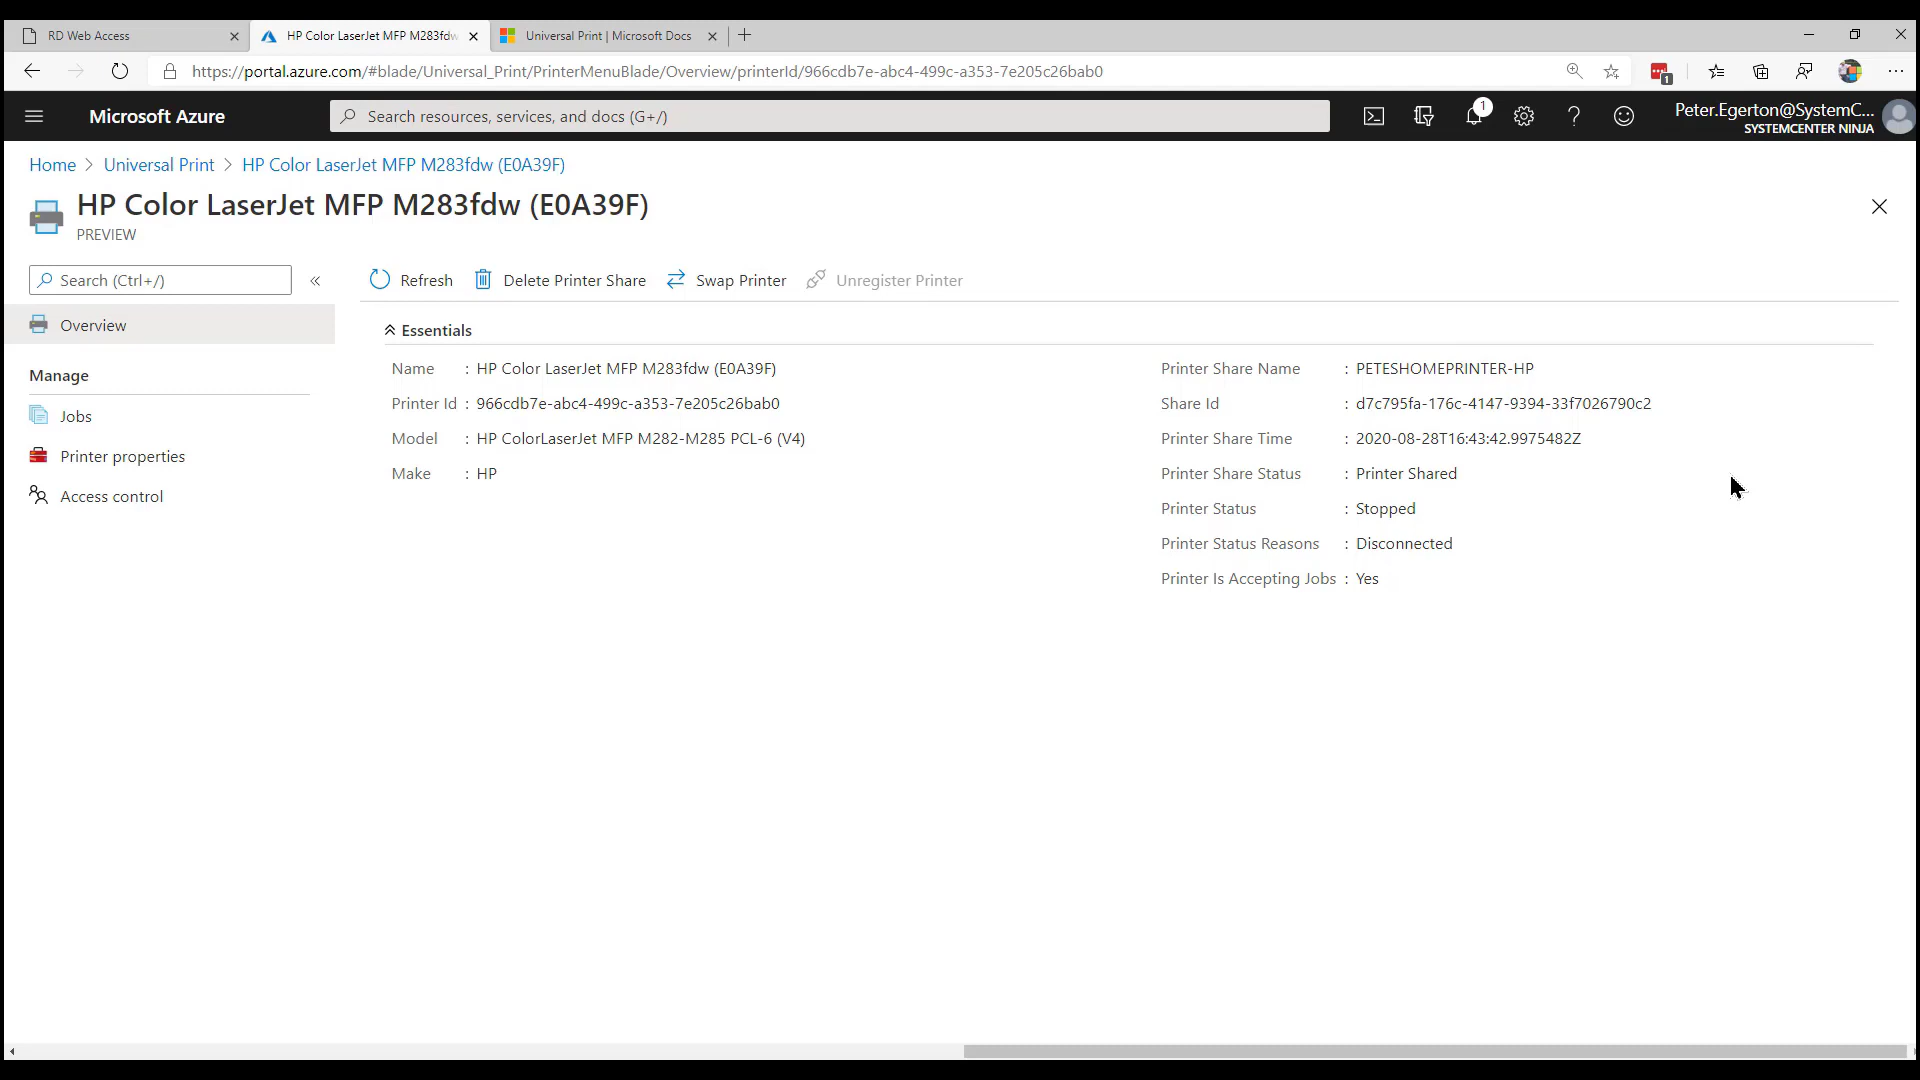 RD Web Access
HP Color LaserJet MFP M283fdw
Universal Print | Microsoft Docs
https://portal.azure.com/#blade/Universal_Print/PrinterMenuBlade/Overview/printerId/966cdb7e-abc4-499c-a353-7e205c26bab0
1
Microsoft Azure
Search resources, services, and docs (G+/)
1
Peter.Egerton@SystemC...
SYSTEMCENTER NINJA
Home > Universal Print > HP Color LaserJet MFP M283fdw (E0A39F)
HP Color LaserJet MFP M283fdw (E0A39F)
PREVIEW
Search (Ctrl+/)
«
Refresh
Delete Printer Share
Swap Printer
Unregister Printer
Overview
Manage
Jobs
Printer properties
Access control
Essentials
Name : HP Color LaserJet MFP M283fdw (E0A39F)
Printer Id : 966cdb7e-abc4-499c-a353-7e205c26bab0
Model : HP ColorLaserJet MFP M282-M285 PCL-6 (V4)
Make : HP
Printer Share Name : PETESHOMEPRINTER-HP
Share Id : d7c795fa-176c-4147-9394-33f7026790c2
Printer Share Time : 2020-08-28T16:43:42.9975482Z
Printer Share Status : Printer Shared
Printer Status : Stopped
Printer Status Reasons : Disconnected
Printer Is Accepting Jobs : Yes